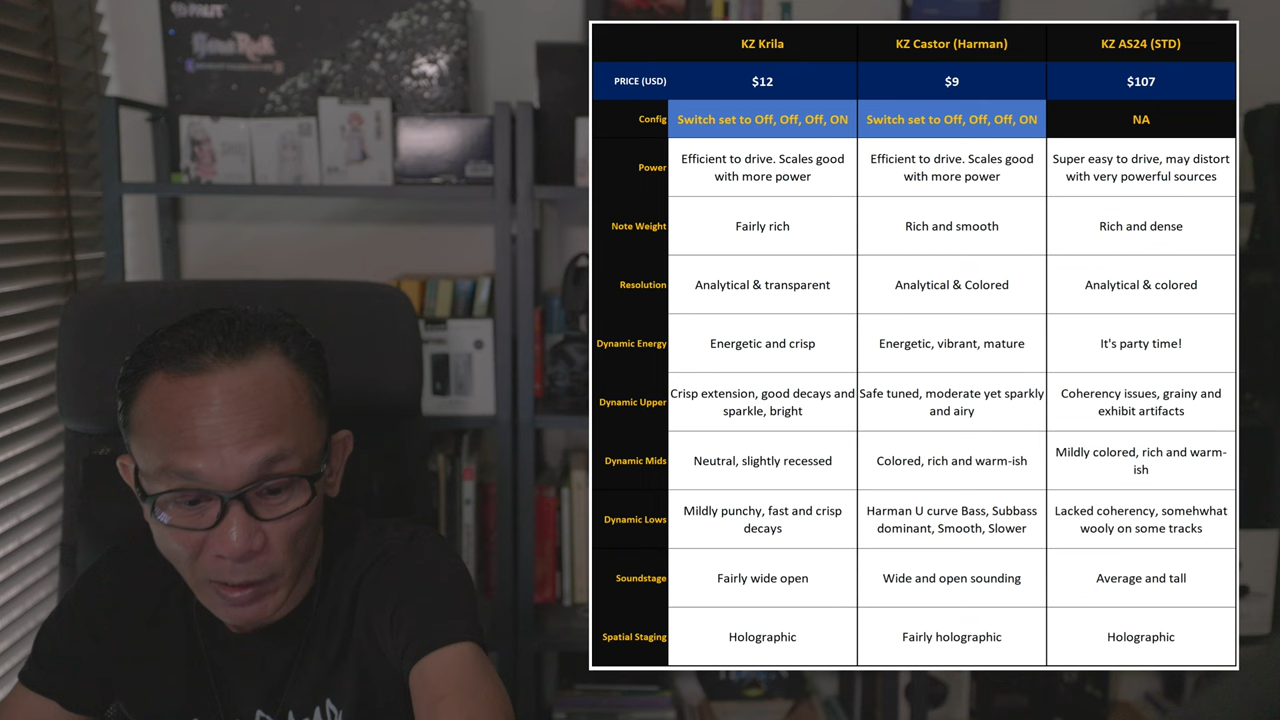 PALIT
KZ Krila
KZ Castor (Harman)
KZ AS24 (STD)
PRICE (USD)
$12
$9
$107
Config
Switch set to Off, Off, Off, ON
Switch set to Off, Off, Off, ON
NA
Power
Efficient to drive. Scales good
with more power
Efficient to drive. Scales good
with more power
Super easy to drive, may distort
with very powerful sources
Note Weight
Fairly rich
Rich and smooth
Rich and dense
Resolution
Analytical & transparent
Analytical & Colored
Analytical & colored
Dynamic Energy
Energetic and crisp
Energetic, vibrant, mature
It's party time!
Dynamic Upper
Crisp extension, good decays and
sparkle, bright
Safe tuned, moderate yet sparkly
and airy
Coherency issues, grainy and
exhibit artifacts
Dynamic Mids
Neutral, slightly recessed
Colored, rich and warm-ish
Mildly colored, rich and warm-
ish
Dynamic Lows
Mildly punchy, fast and crisp
decays
Harman U curve Bass, Subbass
dominant, Smooth, Slower
Lacked coherency, somehwhat
wooly on some tracks
Soundstage
Fairly wide open
Wide and open sounding
Average and tall
Spatial Staging
Holographic
Fairly holographic
Holographic